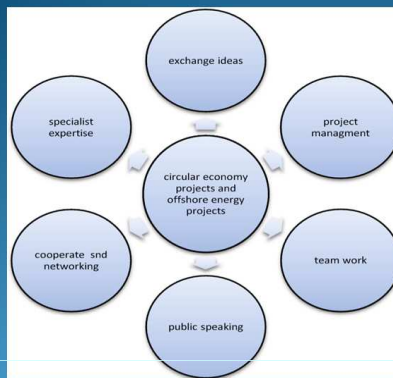 exchange ideas
specialist
expertise
project
managment
circular economy
projects and
offshore energy
projects
cooperate snd
networking
team work
public speaking